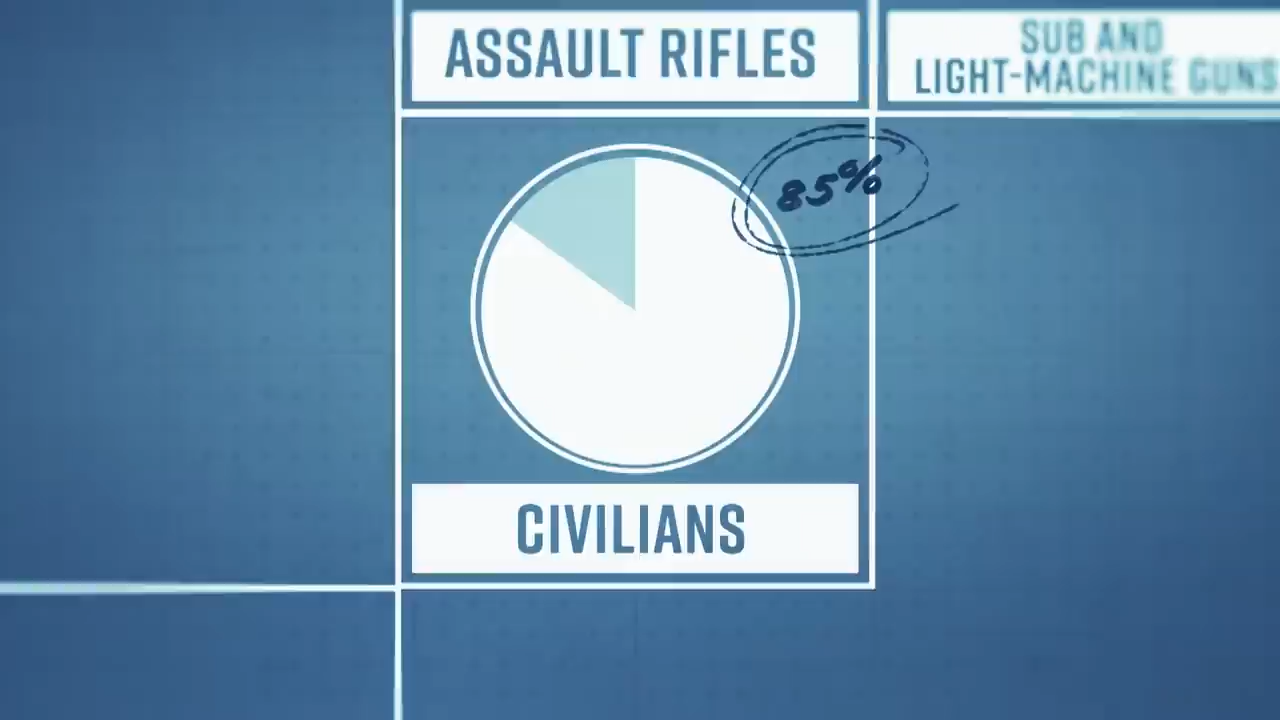 ASSAULT RIFLES
SUB AND
LIGHT-MACHINE GUNS
85%
CIVILIANS